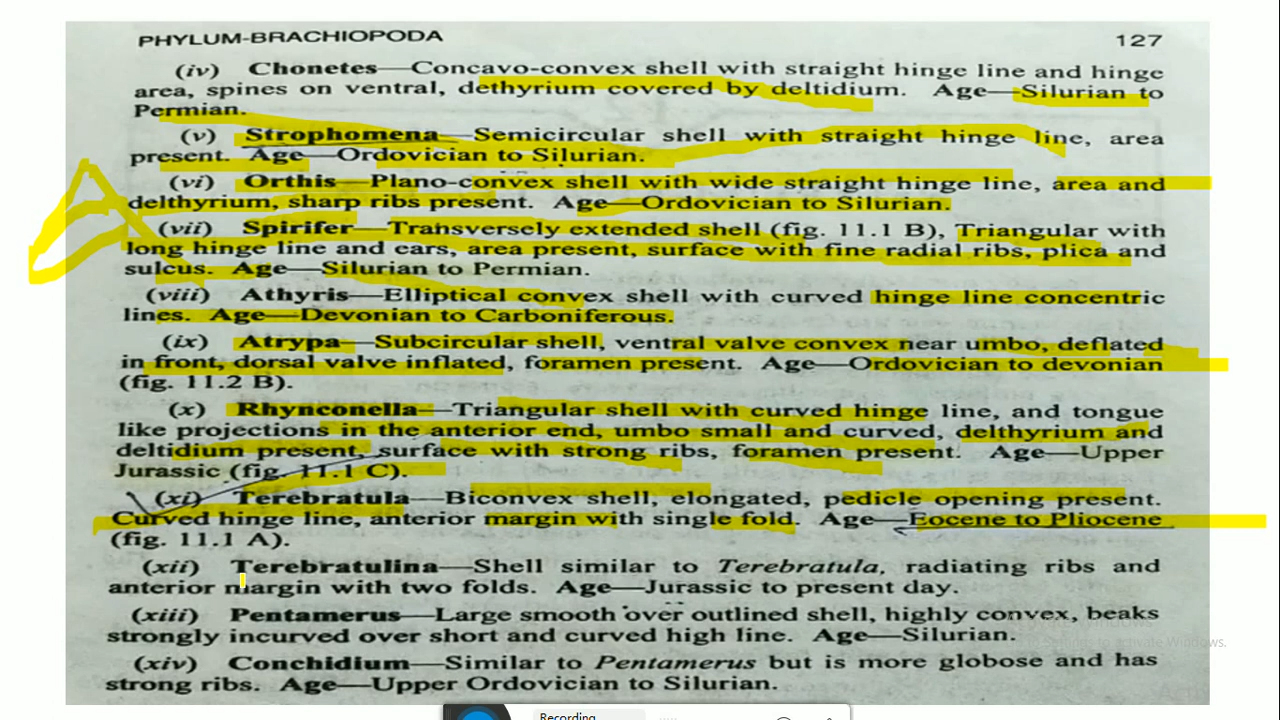 PHYLUM-BRACHIOPODA 127
(iv) Chonetes—Concavo-convex shell with straight hinge line and hinge
area, spines on ventral, dethyrium covered by deltidium. Age—Silurian to
Permian.
(v) Strophomena—Semicircular shell with straight hinge line, area
present. Age—Ordovician to Silurian.
(vi) Orthis—Plano-convex shell with wide straight hinge line, area and
delthyrium, sharp ribs present. Age—Ordovician to Silurian.
(vii) Spirifer—Transversely extended shell (fig. 11.1 B), Triangular with
long hinge line and ears, area present, surface with fine radial ribs, plica and
sulcus. Age—Silurian to Permian.
(viii) Athyris—Elliptical convex shell with curved hinge line concentric
lines. Age—Devonian to Carboniferous.
(ix) Atrypa—Subcircular shell, ventral valve convex near umbo, deflated
in front, dorsal valve inflated, foramen present. Age—Ordovician to devonian
(fig. 11.2 B).
(x) Rhynconella—Triangular shell with curved hinge line, and tongue
like projections in the anterior end, umbo small and curved, delthyrium and
deltidium present, surface with strong ribs, foramen present. Age—Upper
Jurassic (fig. 11.1 C).
(xi) Terebratula—Biconvex shell, elongated, pedicle opening present.
Curved hinge line, anterior margin with single fold. Age—Eocene to Pliocene
(fig. 11.1 A).
(xii) Terebratulina—Shell similar to Terebratula, radiating ribs and
anterior margin with two folds. Age—Jurassic to present day.
(xiii) Pentamerus—Large smooth over outlined shell, highly convex, beaks
strongly incurved over short and curved high line. Age—Silurian.
(xiv) Conchidium—Similar to Pentamerus but is more globose and has
strong ribs. Age—Upper Ordovician to Silurian.
to activate Windows.
Recording